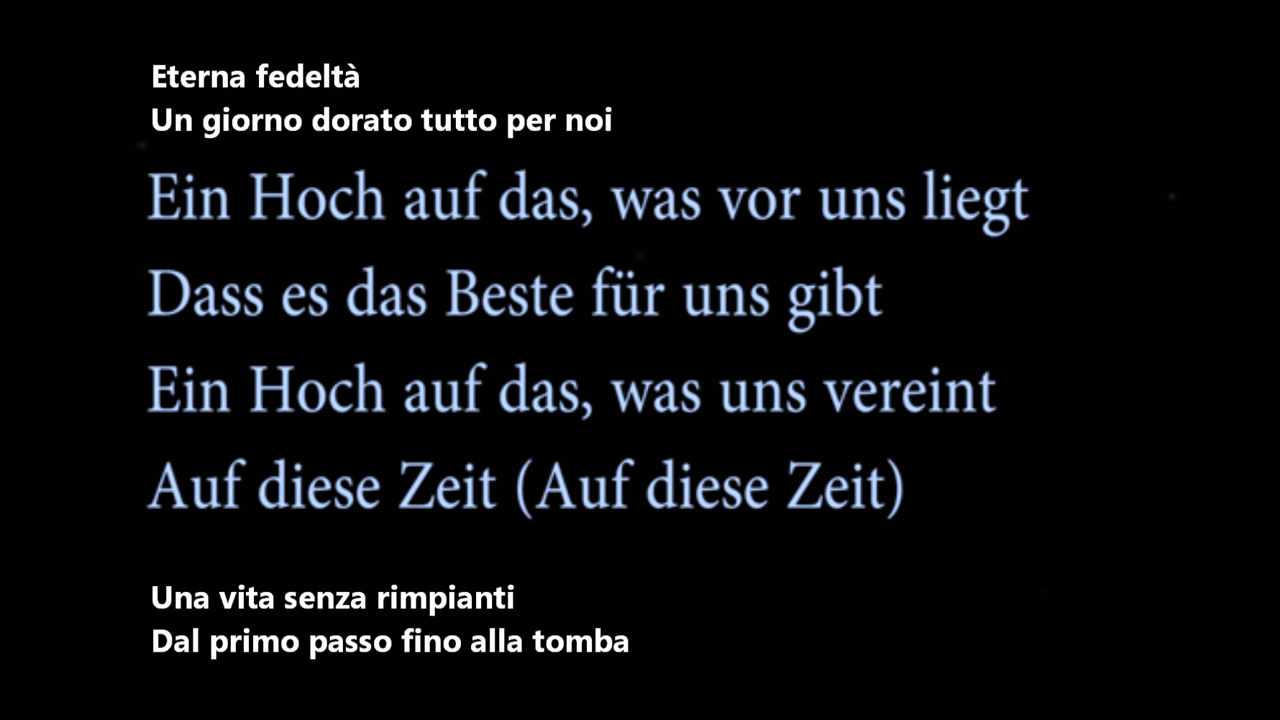 Eterna fedeltà
Un giorno dorato tutto per noi
Ein Hoch auf das, was vor uns liegt
Dass es das Beste für uns gibt
Ein Hoch auf das, was uns vereint
Auf diese Zeit (Auf diese Zeit)
Una vita senza rimpianti
Dal primo passo fino alla tomba